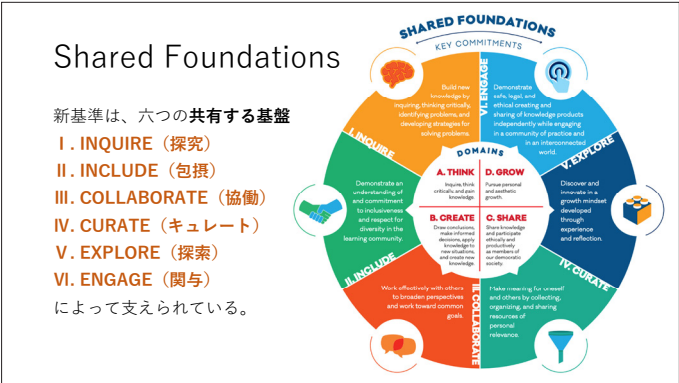 Shared Foundations
新基準は、六つの共有する基盤
Ⅰ. INQUIRE（探究）
Ⅱ. INCLUDE（包摂）
Ⅲ. COLLABORATE（協働）
Ⅳ. CURATE（キュレート）
Ⅴ. EXPLORE（探索）
Ⅵ. ENGAGE（関与）
によって支えられている。
SHARED FOUNDATIONS
KEY COMMITMENTS
I. INQUIRE
Build new
knowledge by
inquiring, thinking critically,
identifying problems, and
developing strategies for
solving problems.
VI. ENGAGE
Demonstrate
safe, legal, and
ethical creating and
sharing of knowledge products
independently while engaging
in a community of practice and
in an interconnected
world.
V. EXPLORE
Discover and
innovate in a
growth mindset
developed
through
experience
and reflection.
IV. CURATE
Make meaning for oneself
and others by collecting,
organizing, and sharing
resources of
personal
relevance.
III. COLLABORATE
Work effectively with others
to broaden perspectives
and work toward common
goals.
II. INCLUDE
Demonstrate an
understanding of
and commitment
to inclusiveness
and respect for
diversity in the
learning community.
DOMAINS
A. THINK
Inquire, think
critically, and gain
knowledge.
D. GROW
Pursue personal
and aesthetic
growth.
B. CREATE
Draw conclusions,
make informed
decisions, apply
knowledge to
new situations,
and create new
knowledge.
C. SHARE
Share knowledge
and participate
ethically and
productively
as members of
our democratic
society.